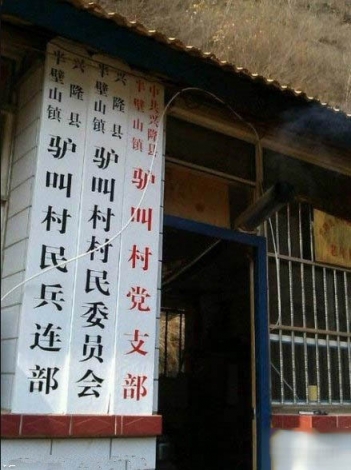 中共兴隆县
半壁山镇
驴叫村党支部
兴隆县
半壁山镇
驴叫村村民委员会
兴隆县
半壁山镇
驴叫村民兵连部